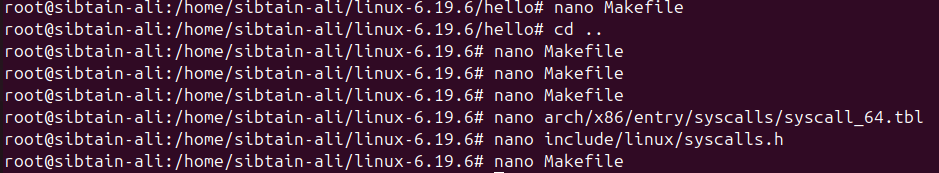 root@sibtain-ali:/home/sibtain-ali/linux-6.19.6/hello# nano Makefile
root@sibtain-ali:/home/sibtain-ali/linux-6.19.6/hello# cd ..
root@sibtain-ali:/home/sibtain-ali/linux-6.19.6# nano Makefile
root@sibtain-ali:/home/sibtain-ali/linux-6.19.6# nano Makefile
root@sibtain-ali:/home/sibtain-ali/linux-6.19.6# nano Makefile
root@sibtain-ali:/home/sibtain-ali/linux-6.19.6# nano arch/x86/entry/syscalls/syscall_64.tbl
root@sibtain-ali:/home/sibtain-ali/linux-6.19.6# nano include/linux/syscalls.h
root@sibtain-ali:/home/sibtain-ali/linux-6.19.6# nano Makefile